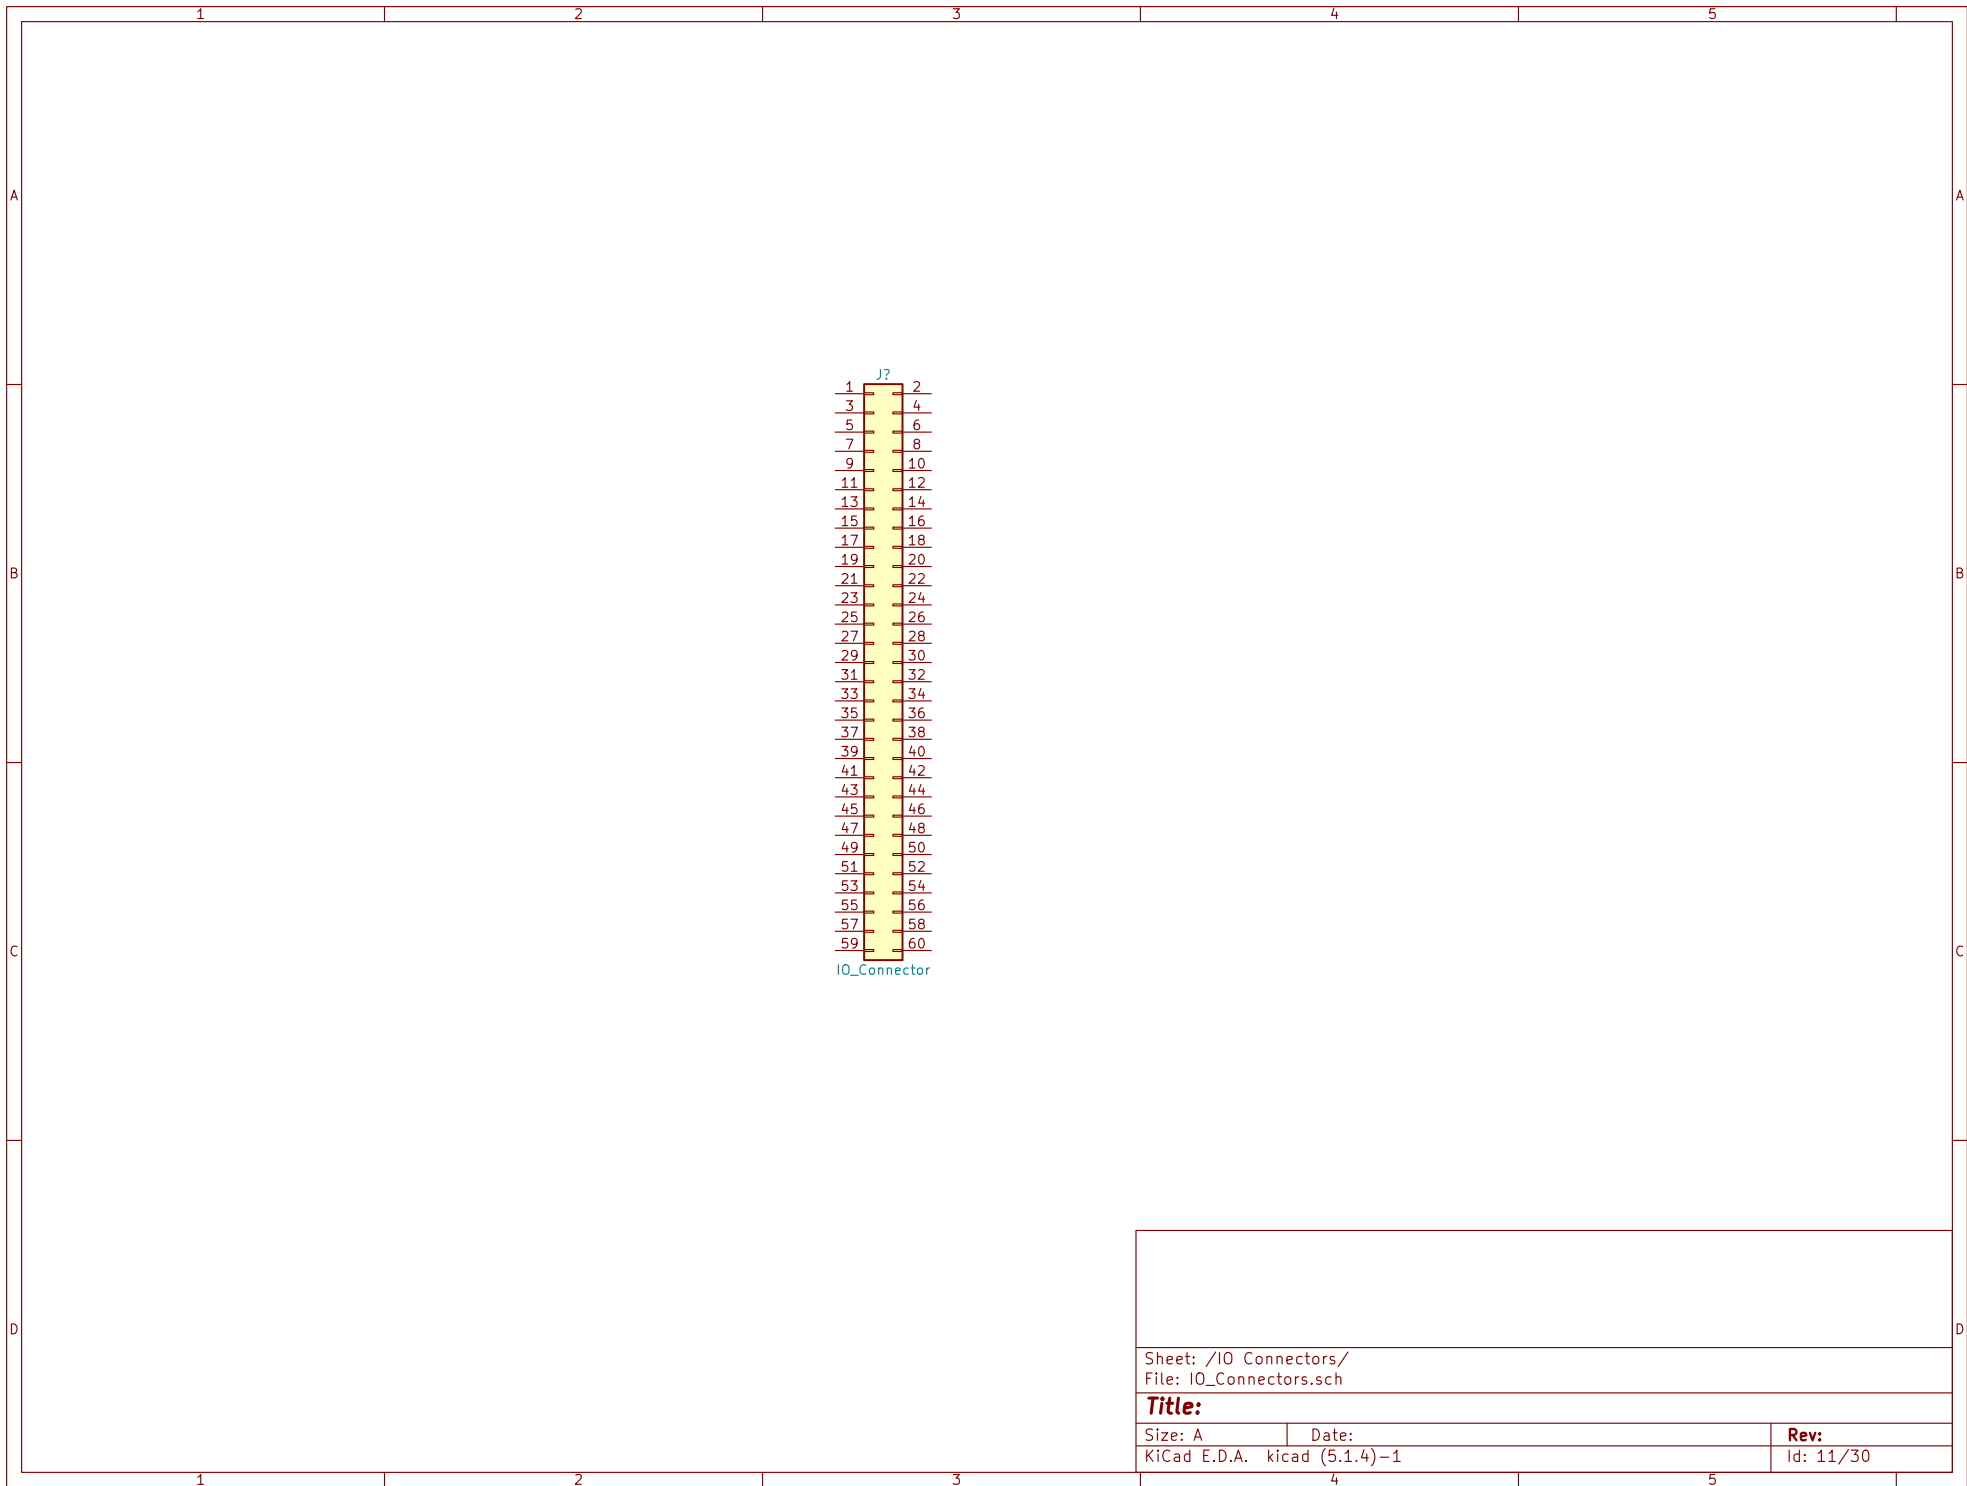 1 2 3 4 5
A A
J?
1 2
3 4
5 6
7 8
9 10
11 12
13 14
15 16
17 18
19 20
B B
21 22
23 24
25 26
27 28
29 30
31 32
33 34
35 36
37 38
39 40
41 42
43 44
45 46
47 48
49 50
51 52
53 54
55 56
57 58
59 60
C C
IO_Connector
D D
Sheet: /IO Connectors/
File: IO_Connectors.sch
Title:
Size: A Date: Rev:
KiCad E.D.A. kicad (5.1.4)-1 Id: 11/30
1 2 3 4 5